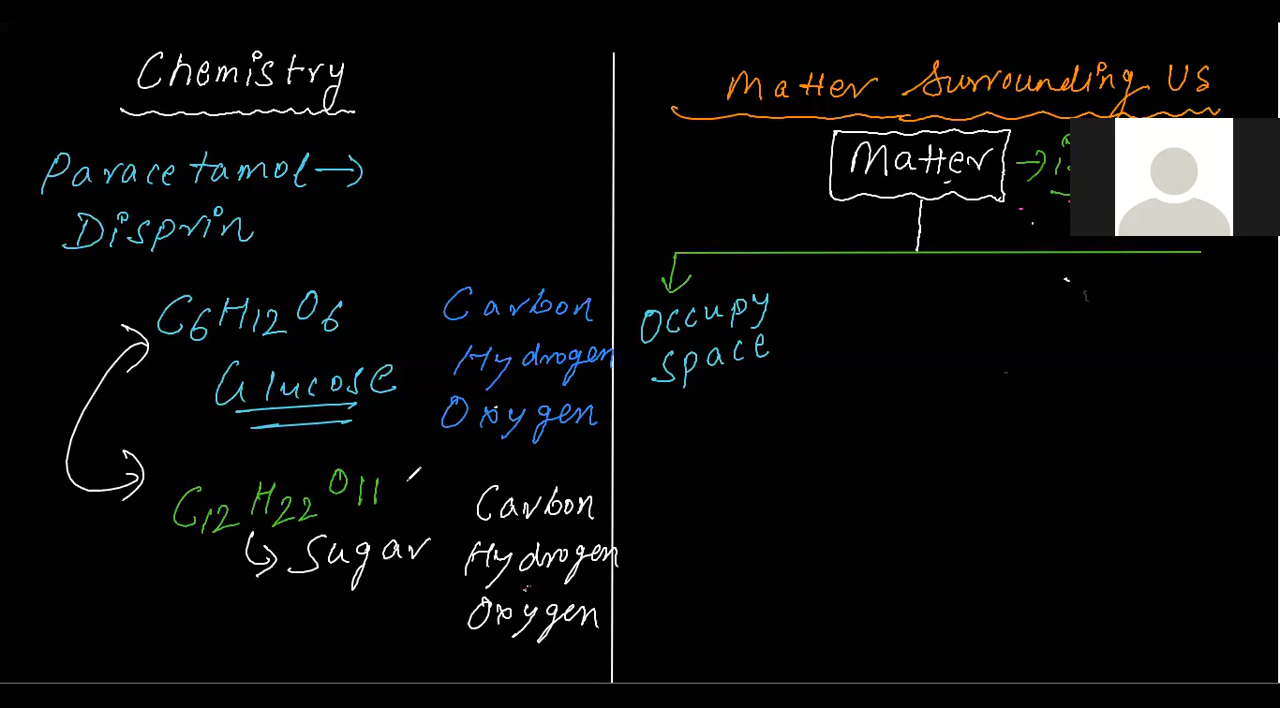 Chemistry
Paracetamol →
Disprin
C6H12O6
Glucose
Carbon
Hydrogen
Oxygen
C12H22O11
↳ Sugar
Carbon
Hydrogen
Oxygen
Matter Surrounding US
Matter →
Occupy
space